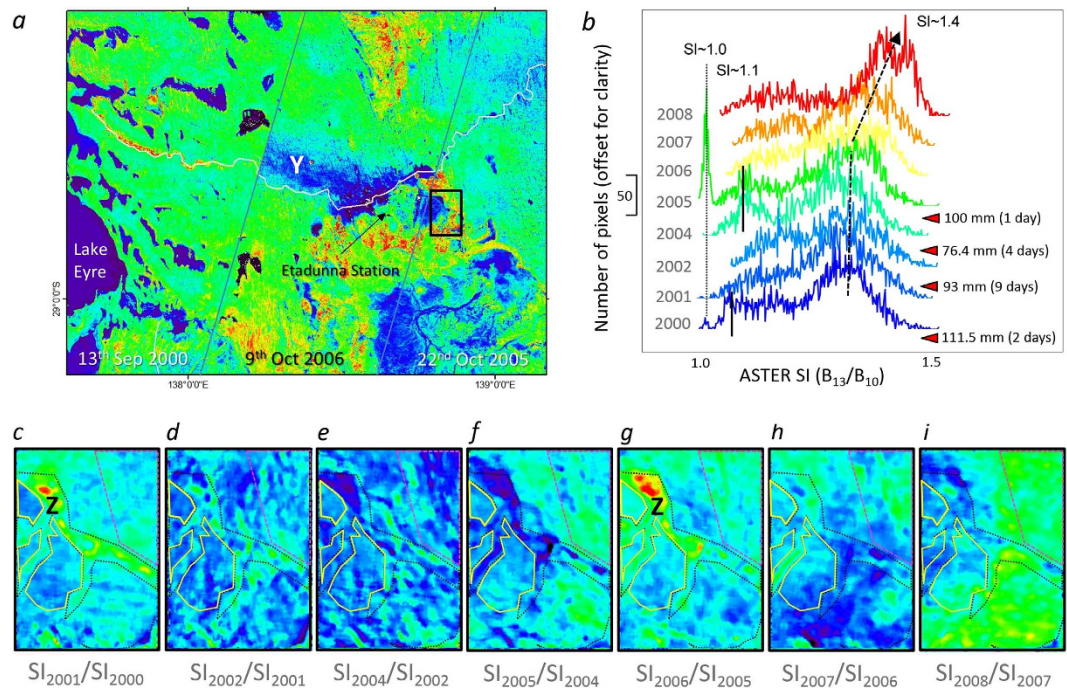 a
Y
Lake
Eyre
Etadunna Station
29°0'0"S
13th Sep 2000
9th Oct 2006
22nd Oct 2005
138°0'0"E
139°0'0"E
b
Number of pixels (offset for clarity)
50
SI~1.0
SI~1.1
SI~1.4
2008
2007
2006
2005
2004
2002
2001
2000
100 mm (1 day)
76.4 mm (4 days)
93 mm (9 days)
111.5 mm (2 days)
1.0
1.5
ASTER SI (B13/B10)
c
d
e
f
g
h
i
Z
Z
SI2001/SI2000
SI2002/SI2001
SI2004/SI2002
SI2005/SI2004
SI2006/SI2005
SI2007/SI2006
SI2008/SI2007